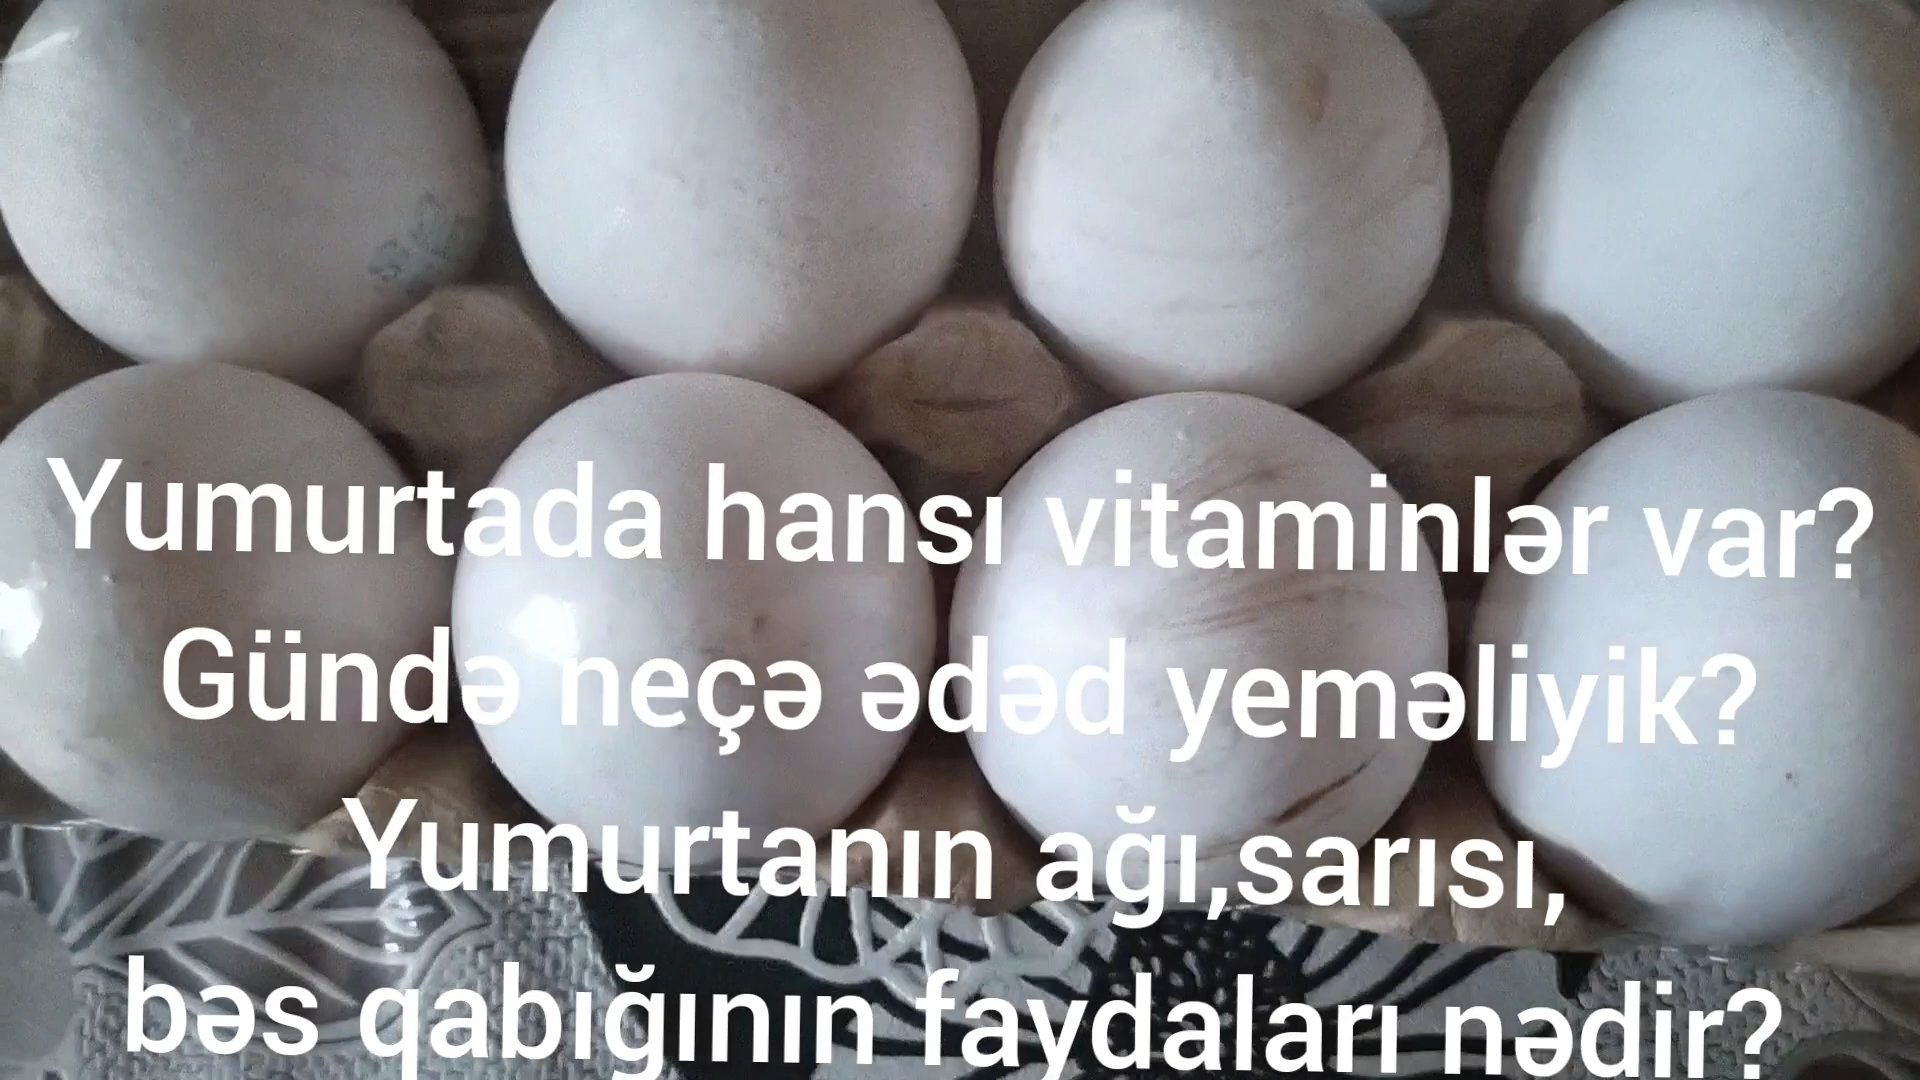 Yumurtada hansı vitaminlər var?
Gündə neçə ədəd yeməliyik?
Yumurtanın ağı,sarısı,
bəs qabığının faydaları nədir?